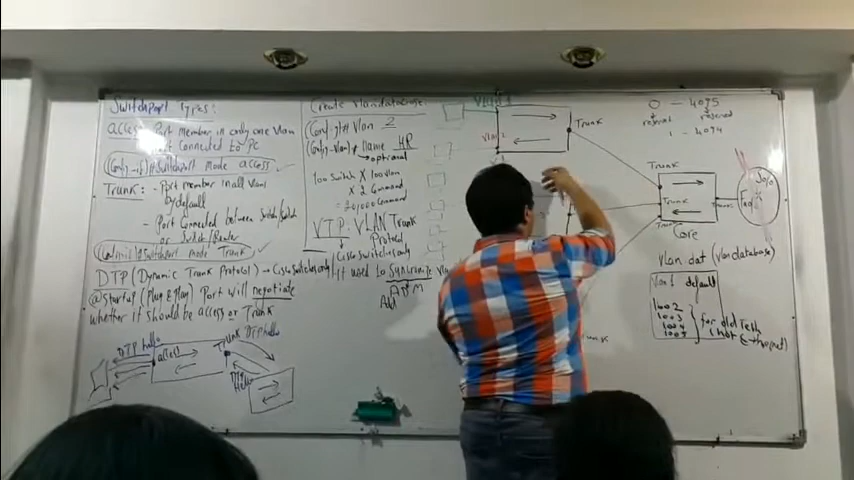 Switchport Types:
access: Port Member in only one Vlan
Port Connected to PC
(Config-if)# Switchport mode access
Trunk: - Port member in all Vlan
by default
- Port Connected between Switch/Switch
or Switch/Router
Switchport mode Trunk
DTP (Dynamic Trunk Protocol) → Cisco Switches only
@Startup (Plug & Play) Port will negotiate
whether it should be access or Trunk
DTP hello
access
Trunk
DTP hello
Create Vlan database
(Config)# Vlan 2
(Config-Vlan)# name HR
optional
100 Switch x 100 Vlan
x 2 Command
= 20,000 Command
VTP: VLAN Trunk
Protocol
Cisco Switches only
it used to Synchronize
VLAN 1
Trunk
Trunk
Trunk
Trunk
Core
0 - 4095
1 - 4094
vlan.dat (vlan database)
Vlan 1 default
1002
1003
1004
1005
for old Tech